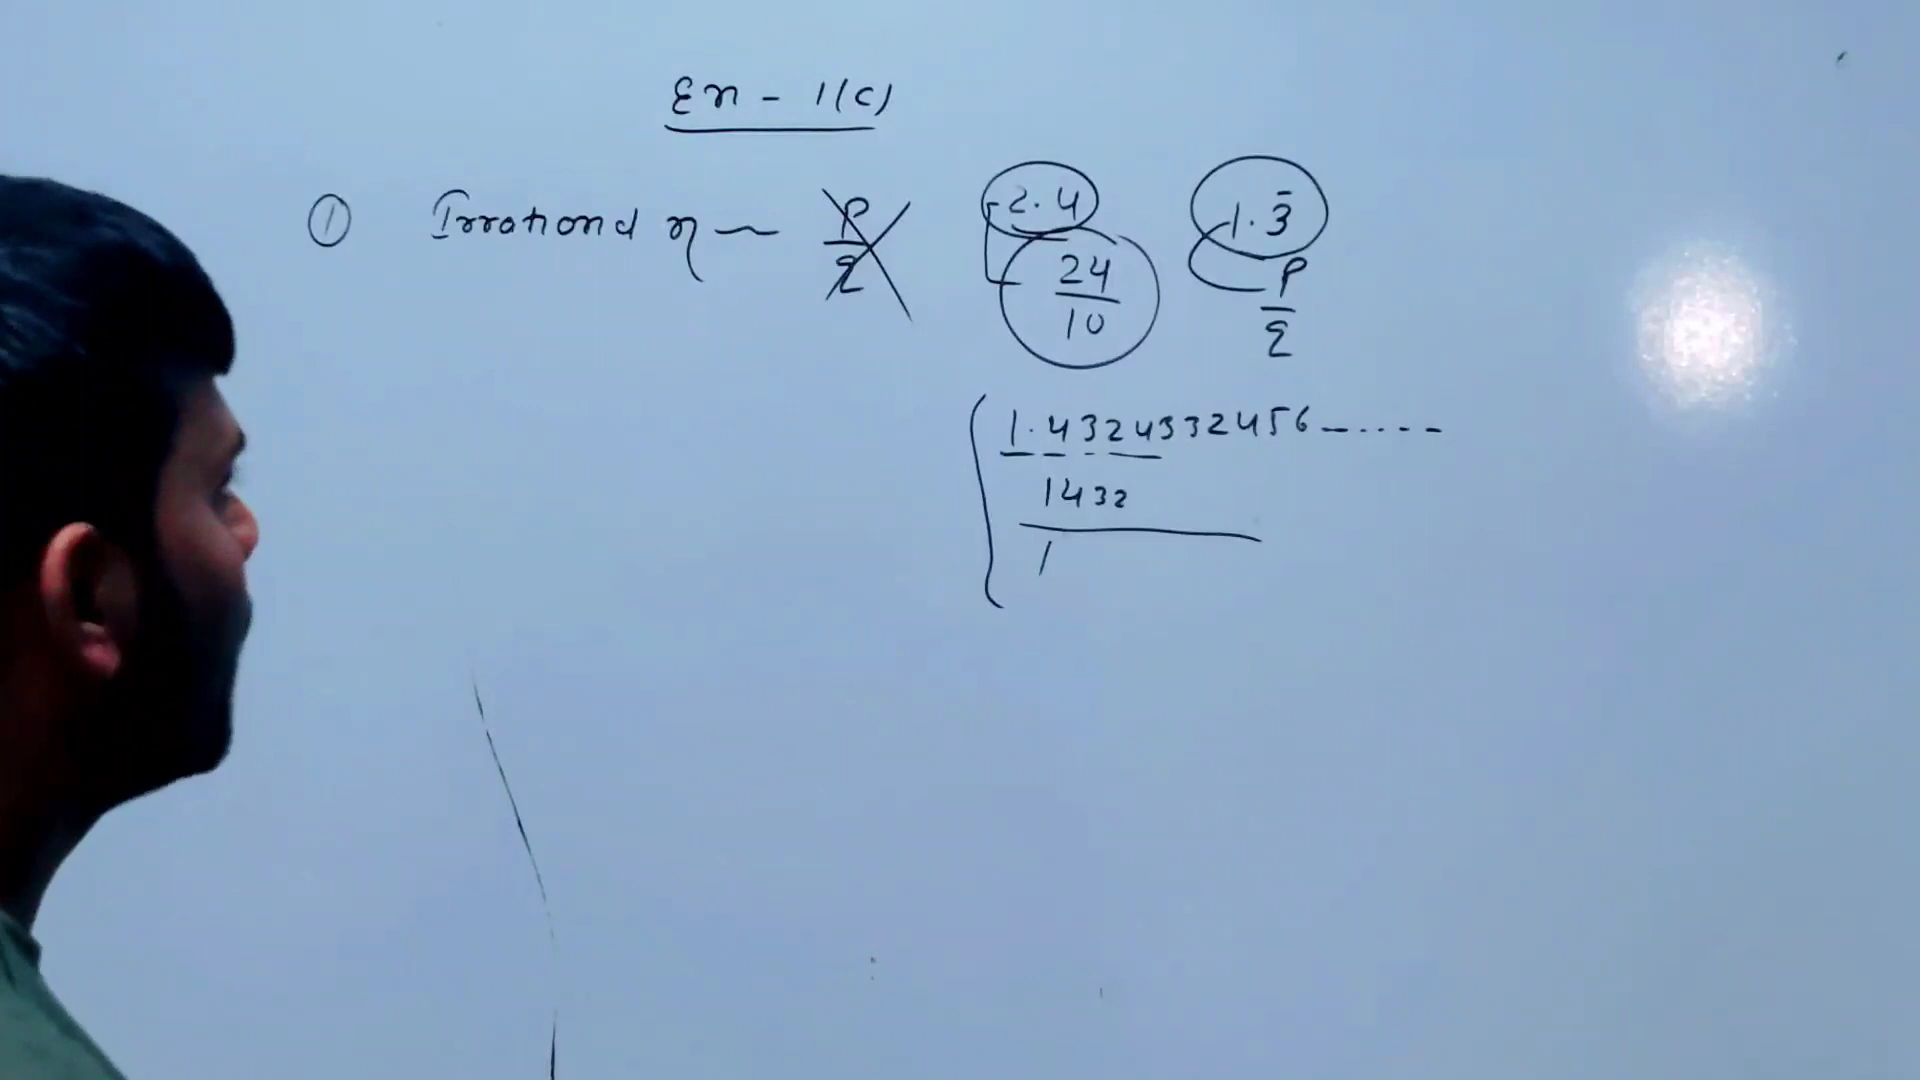 Ex - 1(c)
① Irrational n — p/q 2.4 1.3̄
24/10 p/q
1.4324332456------
1432
1